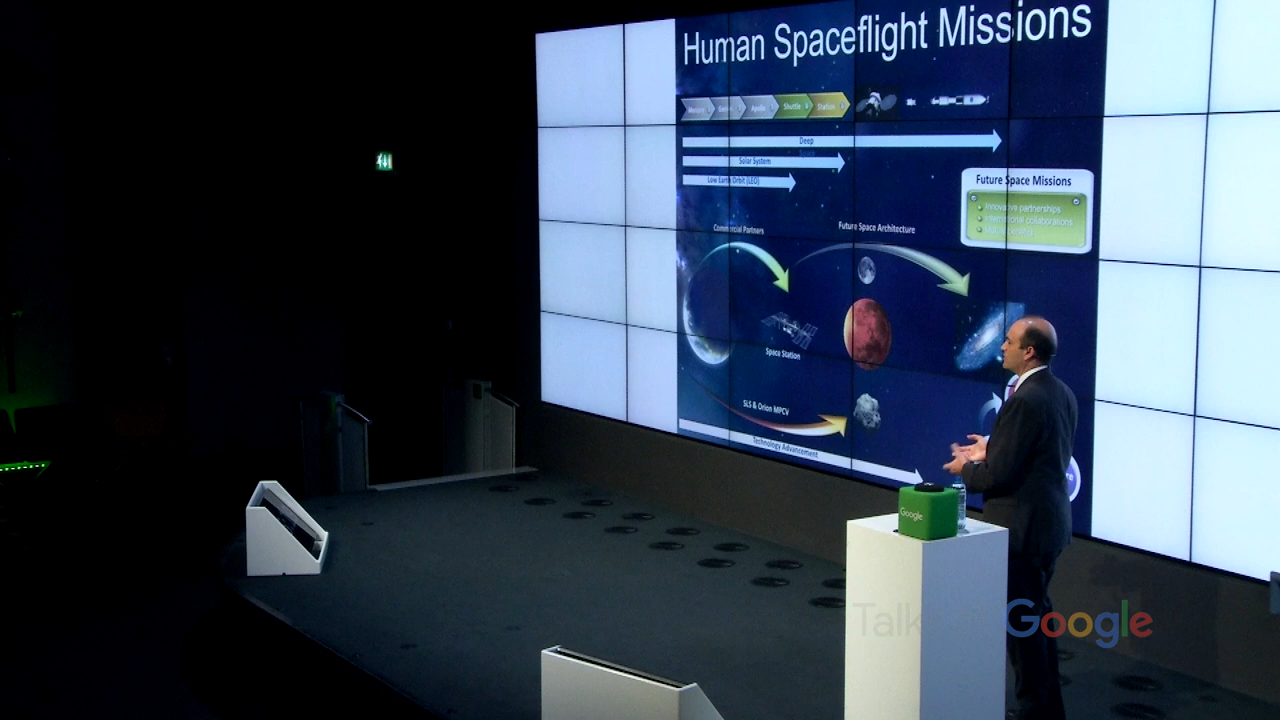 Human Spaceflight Missions
Apollo
Shuttle
Station
Deep
Solar System
Low Earth Orbit (LEO)
Future Space Missions
Innovative partnerships
International collaborations
Commercial Partners
Future Space Architecture
Space Station
SLS & Orion MPCV
Technology Advancement
Google
Talks Google